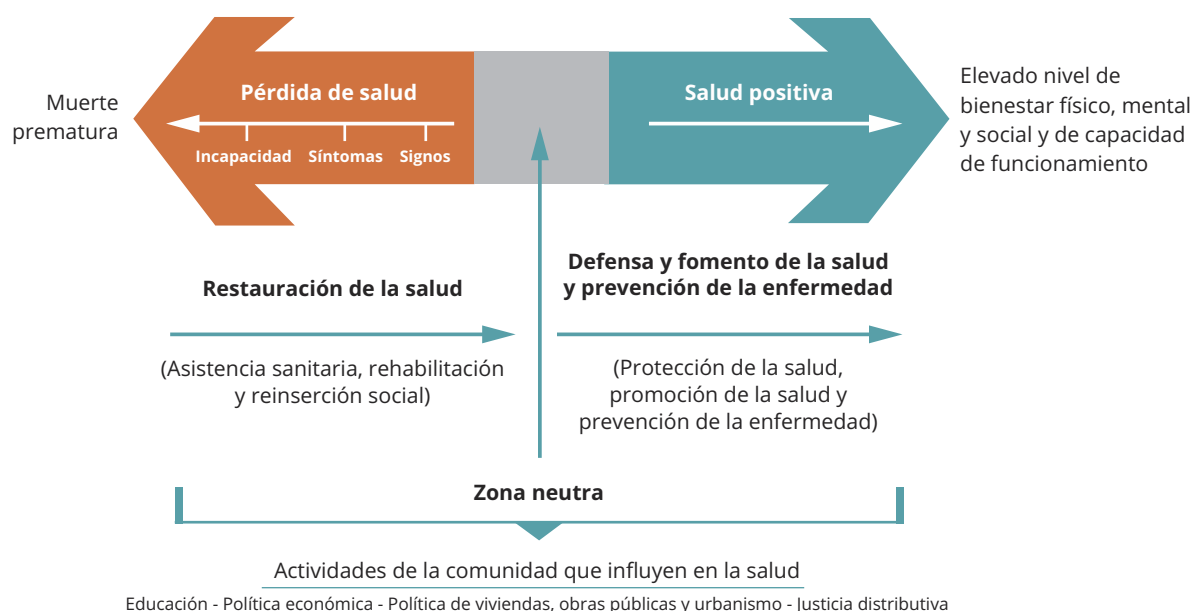 Muerte
prematura
Pérdida de salud
Incapacidad
Síntomas
Signos
Salud positiva
Elevado nivel de
bienestar físico, mental
y social y de capacidad
de funcionamiento
Restauración de la salud
(Asistencia sanitaria, rehabilitación
y reinserción social)
Defensa y fomento de la salud
y prevención de la enfermedad
(Protección de la salud,
promoción de la salud y
prevención de la enfermedad)
Zona neutra
Actividades de la comunidad que influyen en la salud
Educación - Política económica - Política de viviendas, obras públicas y urbanismo - Justicia distributiva